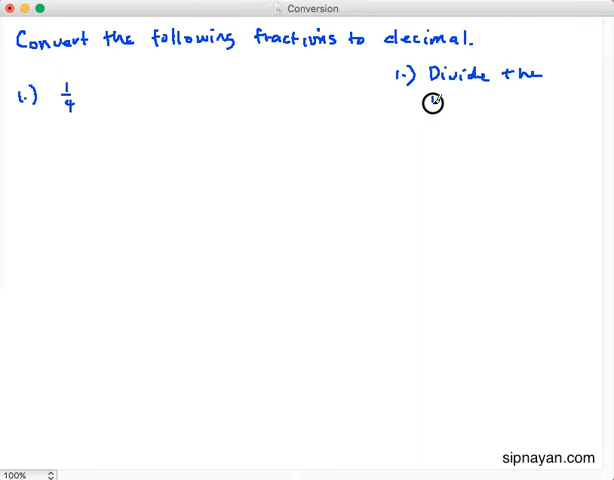 Conversion
Convert the following fractions to decimal.
1.) Divide the
1.) 1/4
sipnayan.com
100%